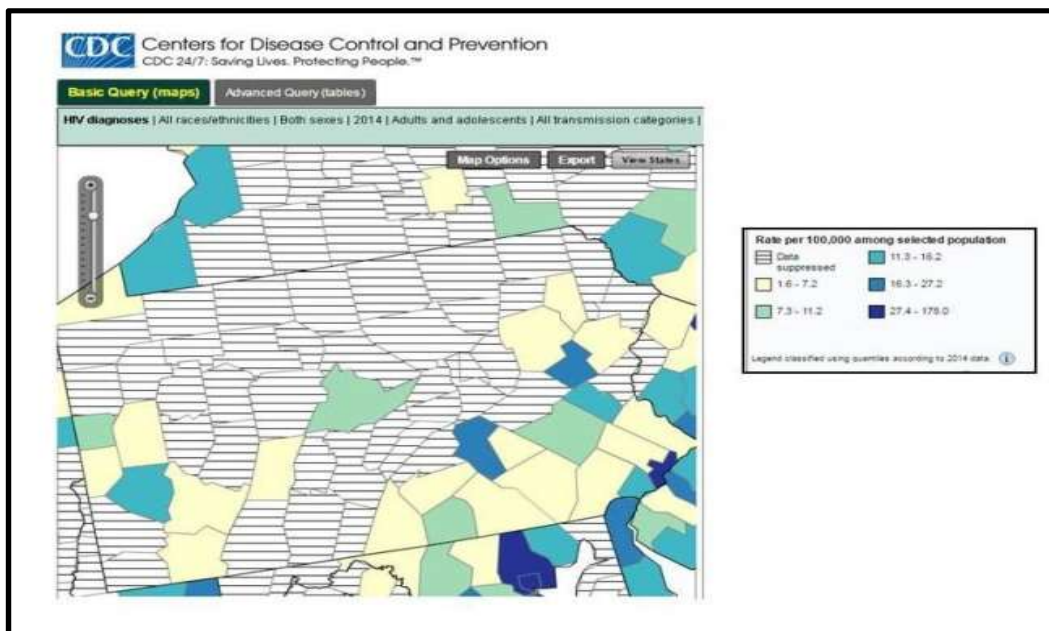 CDC Centers for Disease Control and Prevention
CDC 24/7: Saving Lives. Protecting People.™
Basic Query (maps) Advanced Query (tables)
HIV diagnoses | All races/ethnicities | Both sexes | 2014 | Adults and adolescents | All transmission categories |
Map Options Export View States
Rate per 100,000 among selected population
Data suppressed
11.3 - 16.2
1.6 - 7.2
16.3 - 27.2
7.3 - 11.2
27.4 - 178.0
Legend classified using quantiles according to 2014 data.